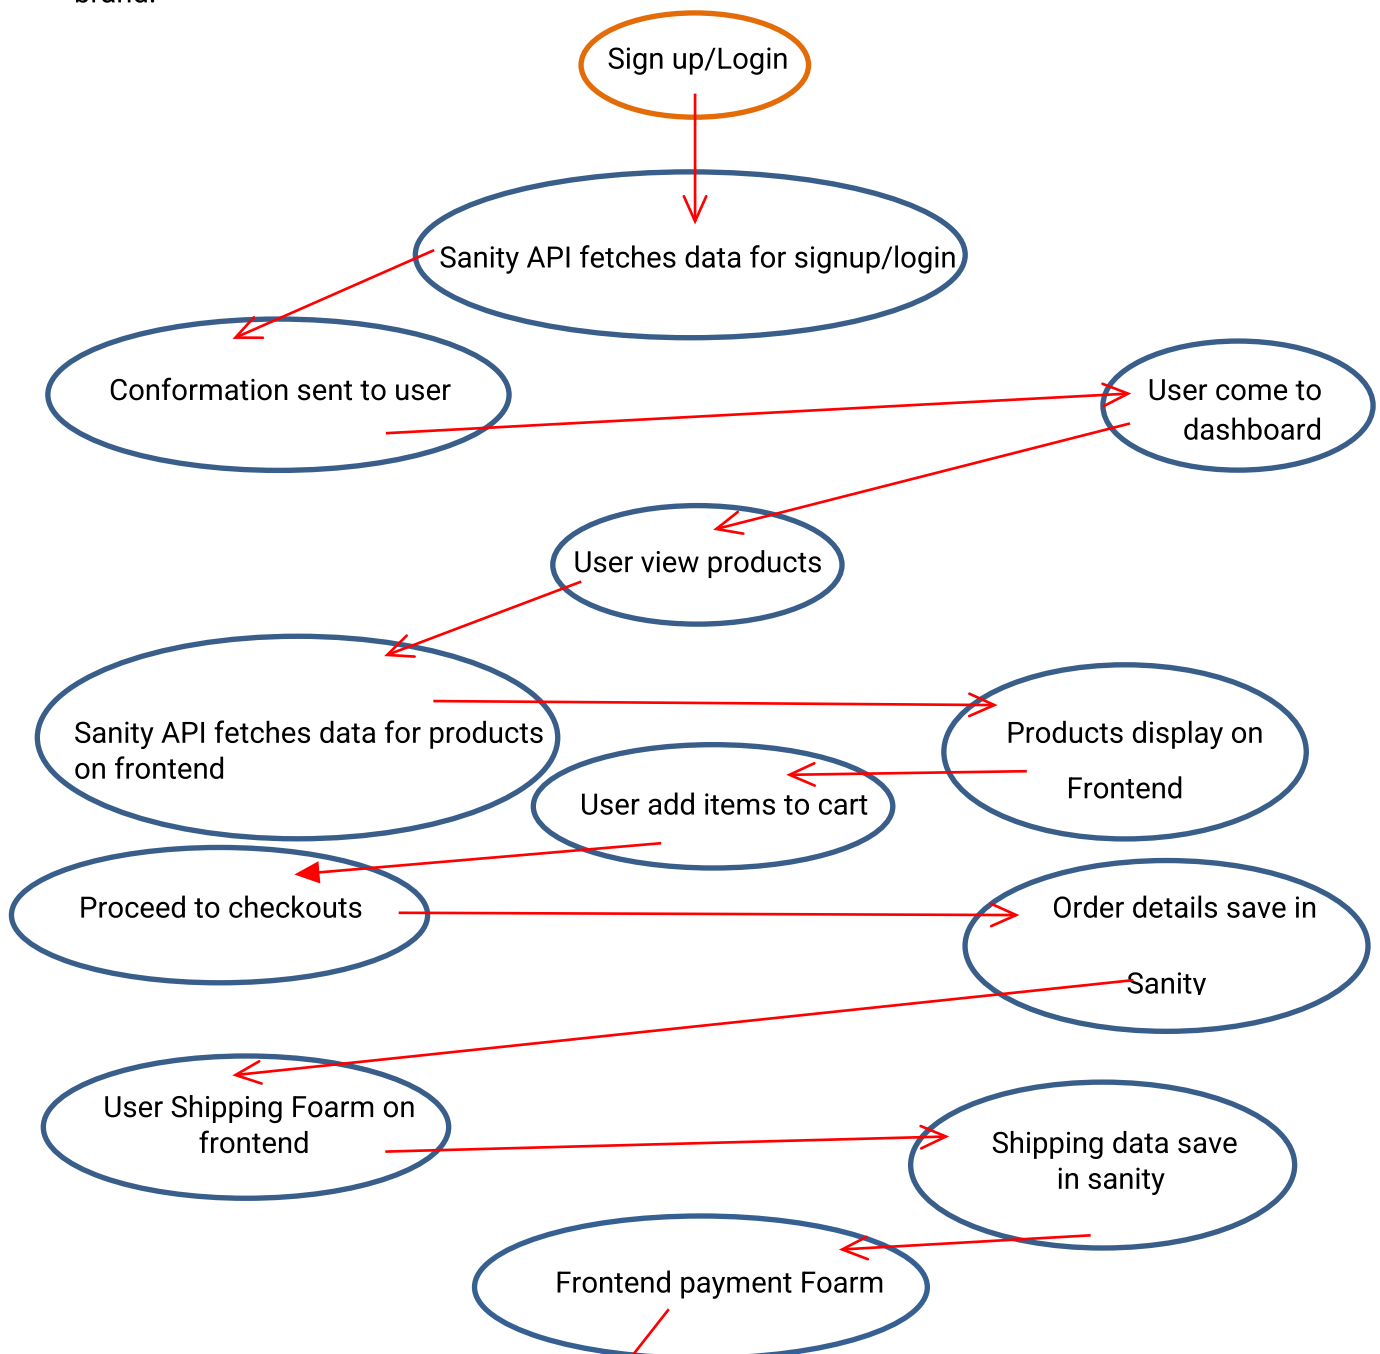 brand.
Sign up/Login
Sanity API fetches data for signup/login
Conformation sent to user
User come to
dashboard
User view products
Sanity API fetches data for products
on frontend
Products display on
Frontend
User add items to cart
Proceed to checkouts
Order details save in
Sanity
User Shipping Foarm on
frontend
Shipping data save
in sanity
Frontend payment Foarm